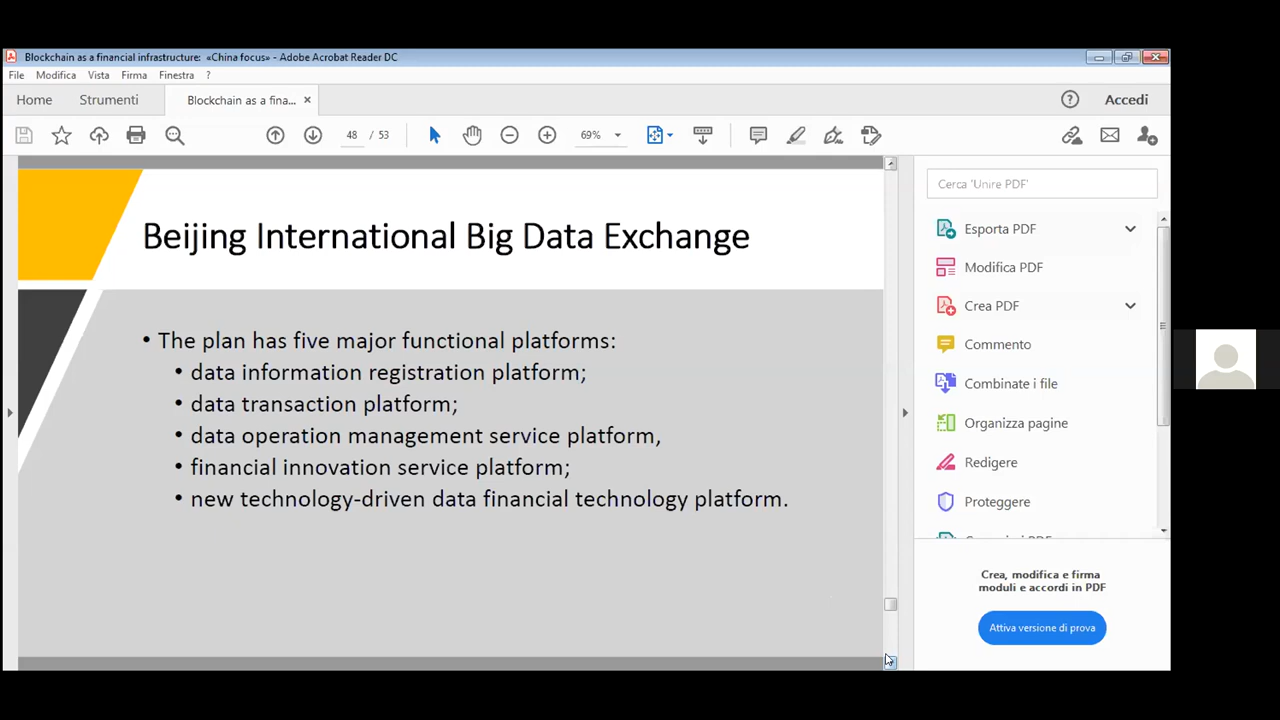 Blockchain as a financial infrastructure: «China focus» - Adobe Acrobat Reader DC
File Modifica Vista Firma Finestra ?
Home Strumenti Blockchain as a fina... × Accedi
48 / 53 69%
Beijing International Big Data Exchange
• The plan has five major functional platforms:
• data information registration platform;
• data transaction platform;
• data operation management service platform,
• financial innovation service platform;
• new technology-driven data financial technology platform.
Cerca 'Unire PDF'
Esporta PDF
Modifica PDF
Crea PDF
Commento
Combinate i file
Organizza pagine
Redigere
Proteggere
Crea, modifica e firma
moduli e accordi in PDF
Attiva versione di prova